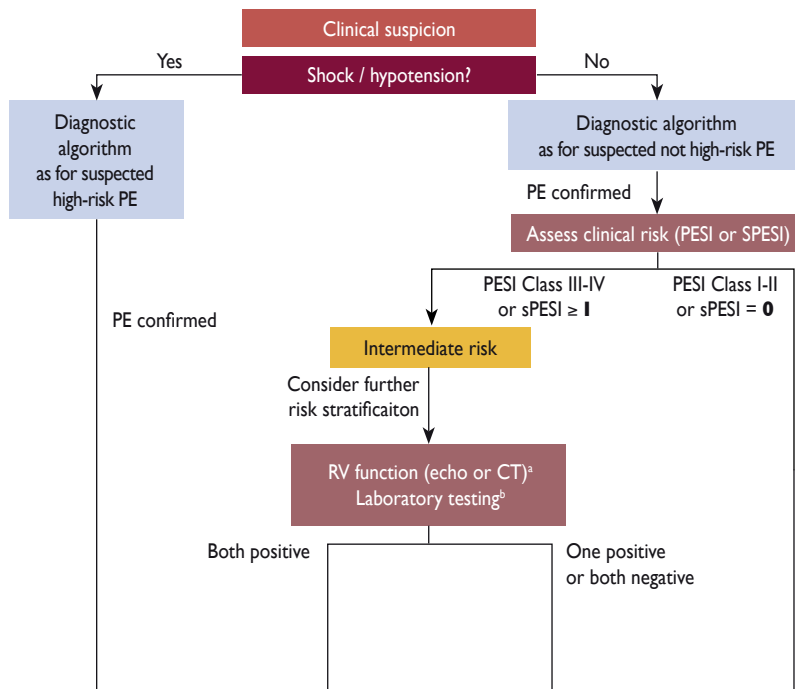 Clinical suspicion
Shock / hypotension?
Yes
No
Diagnostic
algorithm
as for suspected
high-risk PE
Diagnostic algorithm
as for suspected not high-risk PE
PE confirmed
Assess clinical risk (PESI or SPESI)
PESI Class III-IV
or sPESI ≥ I
PESI Class I-II
or sPESI = 0
PE confirmed
Intermediate risk
Consider further
risk stratificaiton
RV function (echo or CT)ᵃ
Laboratory testingᵇ
Both positive
One positive
or both negative